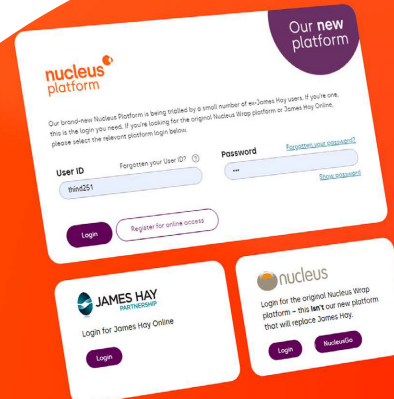 Our new
platform
nucleus
platform
Our brand-new Nucleus Platform is being trialled by a small number of ex-James Hay users. If you're one,
this is the login you need. If you're looking for the original Nucleus Wrap platform or James Hay Online,
please select the relevant platform login below.
User ID
Forgotten your User ID?
?
Password
Forgotten your password?
thind251
•••
Show password
Login
Register for online access
JAMES HAY
PARTNERSHIP
Login for James Hay Online
Login
nucleus
Login for the original Nucleus Wrap
platform – this isn't our new platform
that will replace James Hay.
Login
NucleusGo